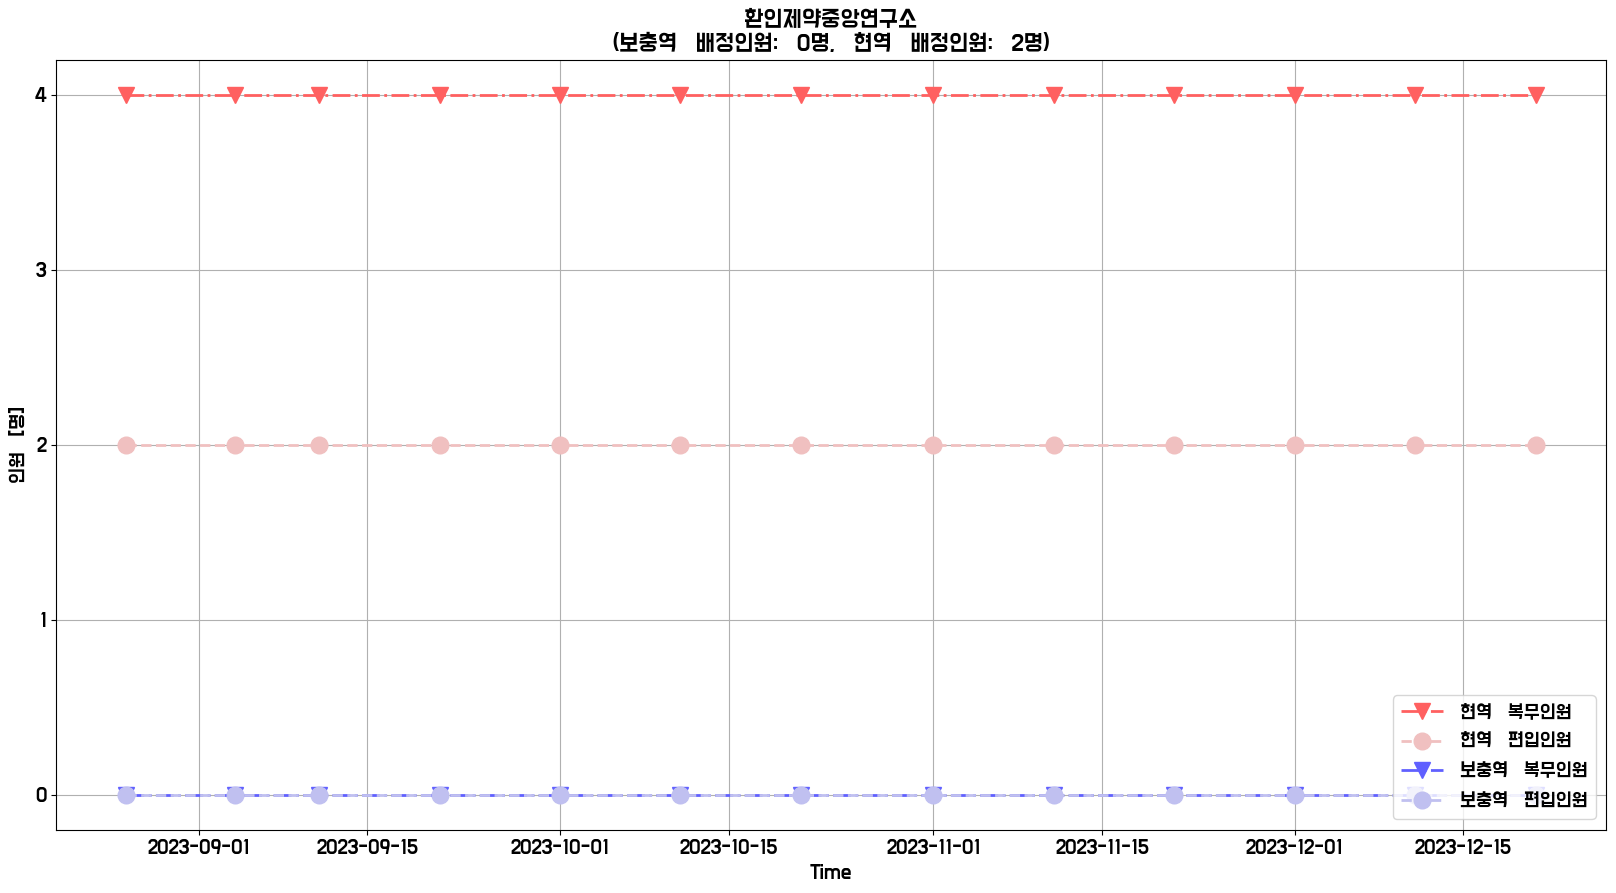 환인제약중앙연구소
(보충역 배정인원: 0명, 현역 배정인원: 2명)
4
3
2
1
0
인원 [명]
2023-09-01 2023-09-15 2023-10-01 2023-10-15 2023-11-01 2023-11-15 2023-12-01 2023-12-15
Time
현역 복무인원
현역 편입인원
보충역 복무인원
보충역 편입인원